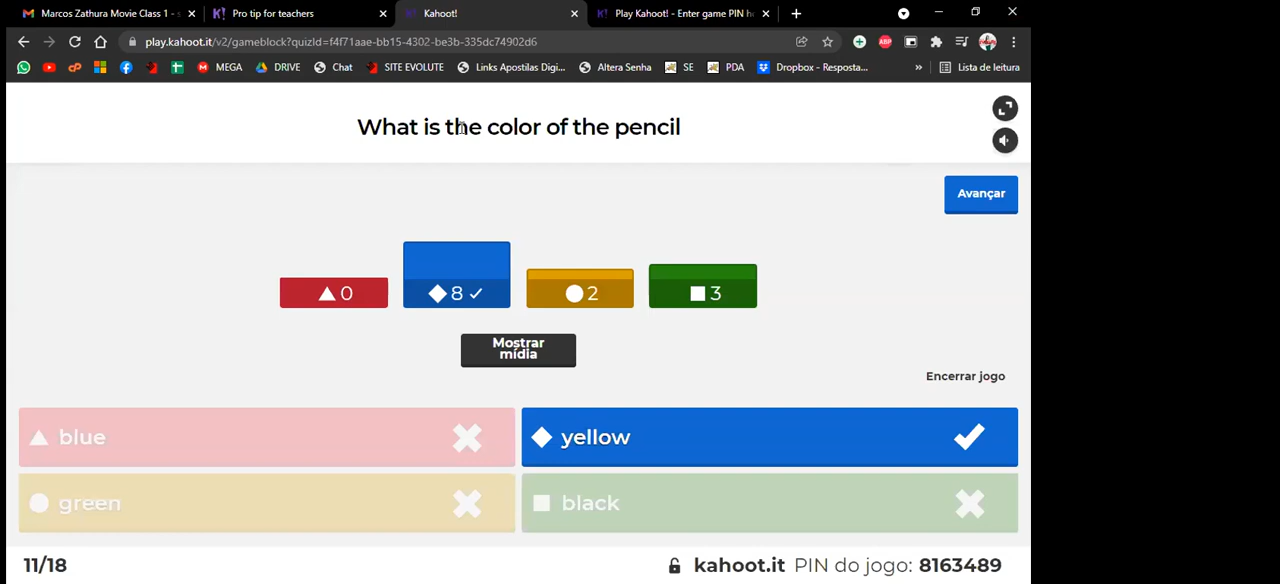 Marcos Zathura Movie Class 1 -
Pro tip for teachers
Kahoot!
Play Kahoot! - Enter game PIN h
play.kahoot.it/v2/gameblock?quizId=f4f71aae-bb15-4302-be3b-335dc74902d6
ABP
MEGA
DRIVE
Chat
SITE EVOLUTE
Links Apostilas Digi...
Altera Senha
SE
PDA
Dropbox - Resposta...
»
Lista de leitura
What is the color of the pencil
Avançar
0
8
2
3
Mostrar
mídia
Encerrar jogo
blue
yellow
green
black
11/18
kahoot.it PIN do jogo: 8163489